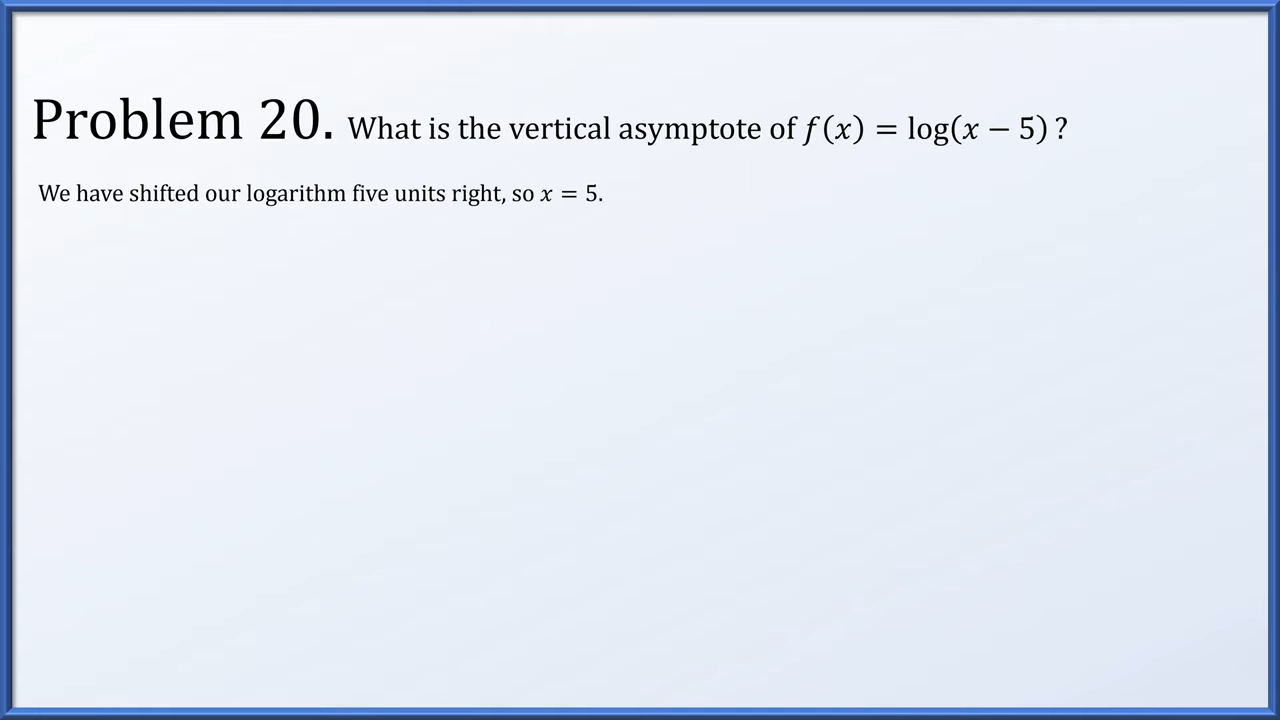 Problem 20. What is the vertical asymptote of f(x) = log(x − 5) ?
We have shifted our logarithm five units right, so x = 5.